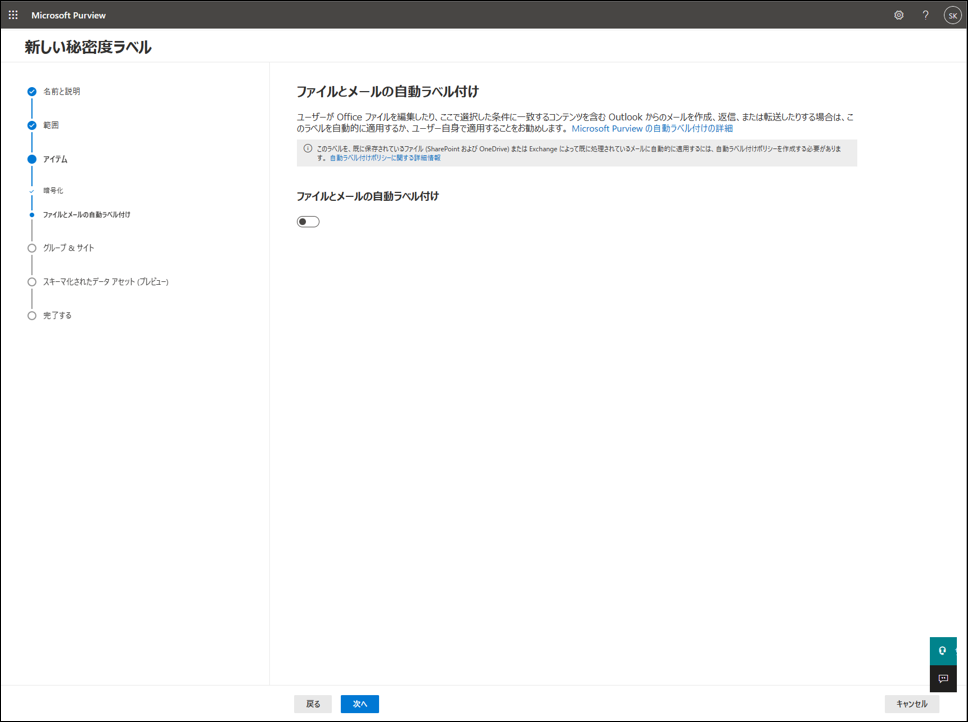 Microsoft Purview
?
SK
新しい秘密度ラベル
名前と説明
範囲
アイテム
暗号化
ファイルとメールの自動ラベル付け
グループ & サイト
スキーマ化されたデータ アセット (プレビュー)
完了する
ファイルとメールの自動ラベル付け
ユーザーが Office ファイルを編集したり、ここで選択した条件に一致するコンテンツを含む Outlook からのメールを作成、返信、または転送したりする場合は、こ
のラベルを自動的に適用するか、ユーザー自身で適用することをお勧めします。 Microsoft Purview の自動ラベル付けの詳細
このラベルを、既に保存されているファイル (SharePoint および OneDrive) または Exchange によって既に処理されているメールに自動的に適用するには、自動ラベル付けポリシーを作成する必要がありま
す。 自動ラベル付けポリシーに関する詳細情報
ファイルとメールの自動ラベル付け
戻る
次へ
キャンセル